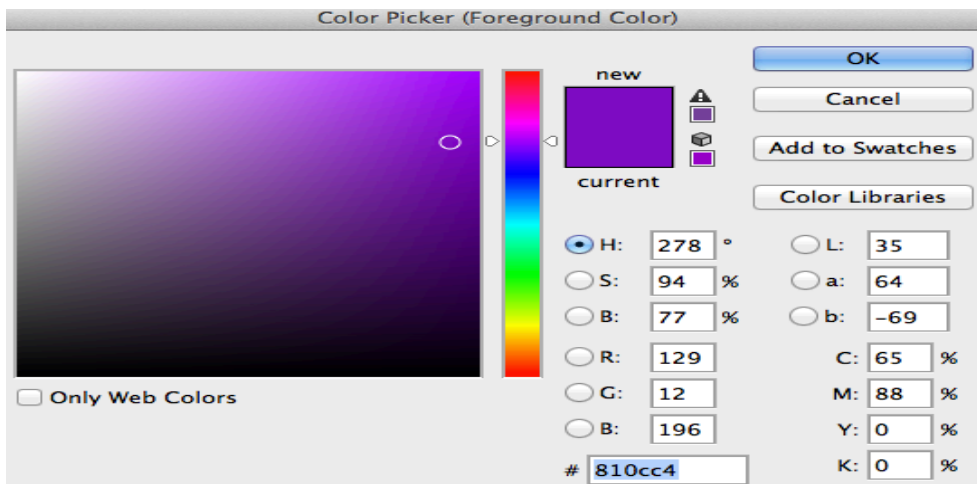 Color Picker (Foreground Color)
new
current
OK
Cancel
Add to Swatches
Color Libraries
H: 278 ° L: 35
S: 94 % a: 64
B: 77 % b: -69
R: 129 C: 65 %
G: 12 M: 88 %
B: 196 Y: 0 %
# 810cc4 K: 0 %
Only Web Colors